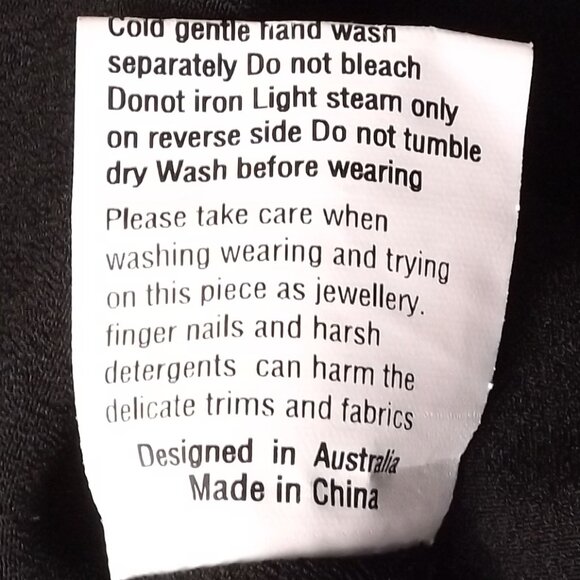 Cold gentle hand wash
separately Do not bleach
Donot iron Light steam only
on reverse side Do not tumble
dry Wash before wearing
Please take care when
washing wearing and trying
on this piece as jewellery.
finger nails and harsh
detergents can harm the
delicate trims and fabrics
Designed in Australia
Made in China